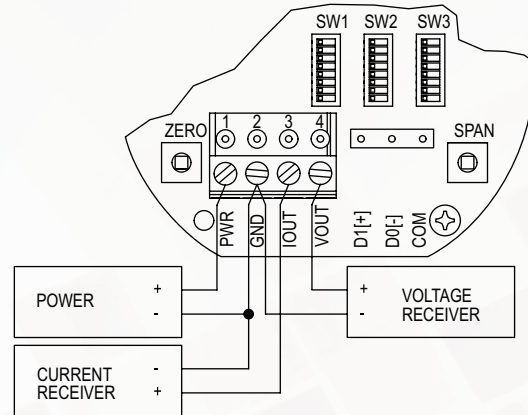 SW1 SW2 SW3
1 2 3 4
ZERO SPAN
PWR GND IOUT VOUT D1[+] D0[-] COM
POWER + -
+ - VOLTAGE RECEIVER
CURRENT RECEIVER - +